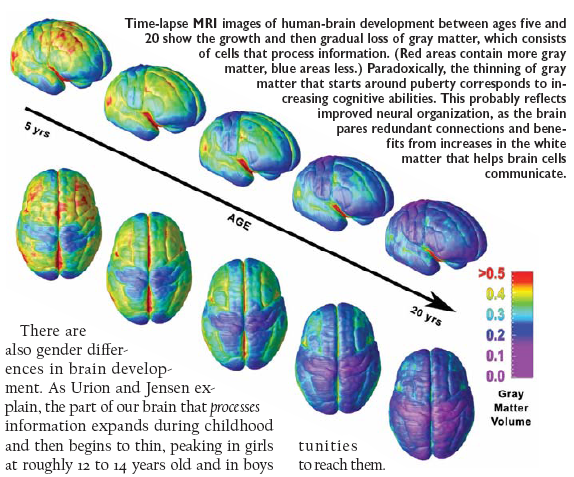 Time-lapse MRI images of human-brain development between ages five and
20 show the growth and then gradual loss of gray matter, which consists
of cells that process information. (Red areas contain more gray
matter, blue areas less.) Paradoxically, the thinning of gray
matter that starts around puberty corresponds to in-
creasing cognitive abilities. This probably reflects
improved neural organization, as the brain
pares redundant connections and bene-
fits from increases in the white
matter that helps brain cells
communicate.
5 yrs
AGE
20 yrs
>0.5
0.4
0.3
0.2
0.1
0.0
Gray
Matter
Volume
There are
also gender differ-
ences in brain develop-
ment. As Urion and Jensen ex-
plain, the part of our brain that processes
information expands during childhood
and then begins to thin, peaking in girls
at roughly 12 to 14 years old and in boys
tunities
to reach them.